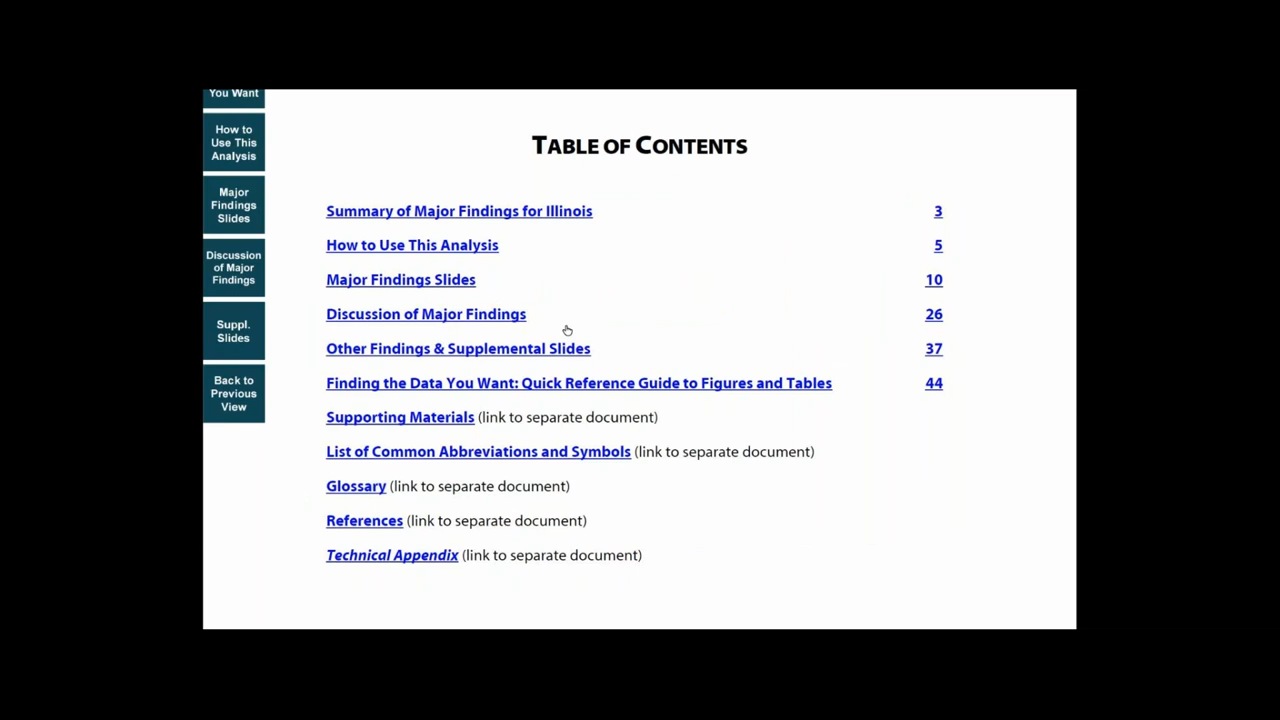 You Want
How to
Use This
Analysis
Major
Findings
Slides
Discussion
of Major
Findings
Suppl.
Slides
Back to
Previous
View
TABLE OF CONTENTS
Summary of Major Findings for Illinois 3
How to Use This Analysis 5
Major Findings Slides 10
Discussion of Major Findings 26
Other Findings & Supplemental Slides 37
Finding the Data You Want: Quick Reference Guide to Figures and Tables 44
Supporting Materials (link to separate document)
List of Common Abbreviations and Symbols (link to separate document)
Glossary (link to separate document)
References (link to separate document)
Technical Appendix (link to separate document)